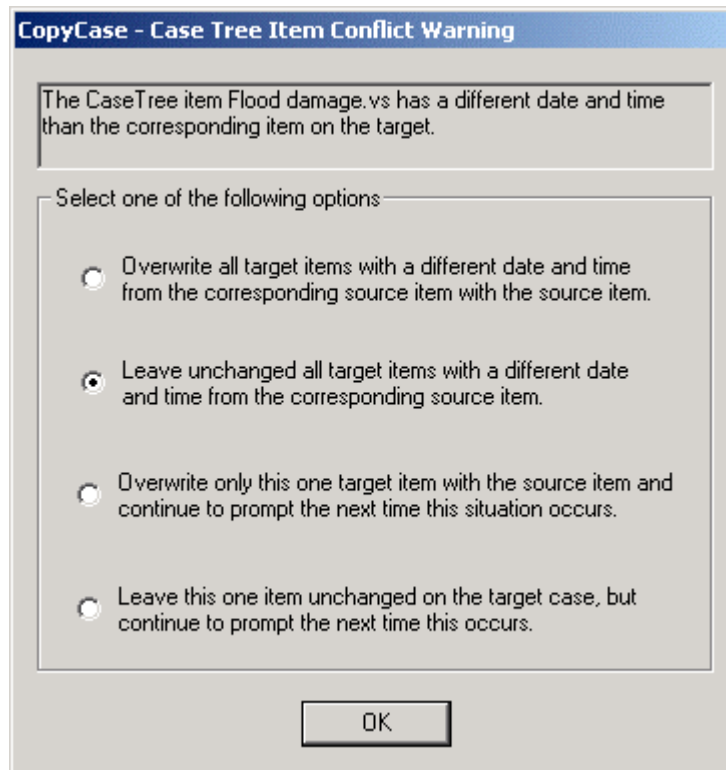 CopyCase - Case Tree Item Conflict Warning
The CaseTree item Flood damage.vs has a different date and time
than the corresponding item on the target.
Select one of the following options
Overwrite all target items with a different date and time
from the corresponding source item with the source item.
Leave unchanged all target items with a different date
and time from the corresponding source item.
Overwrite only this one target item with the source item and
continue to prompt the next time this situation occurs.
Leave this one item unchanged on the target case, but
continue to prompt the next time this occurs.
OK